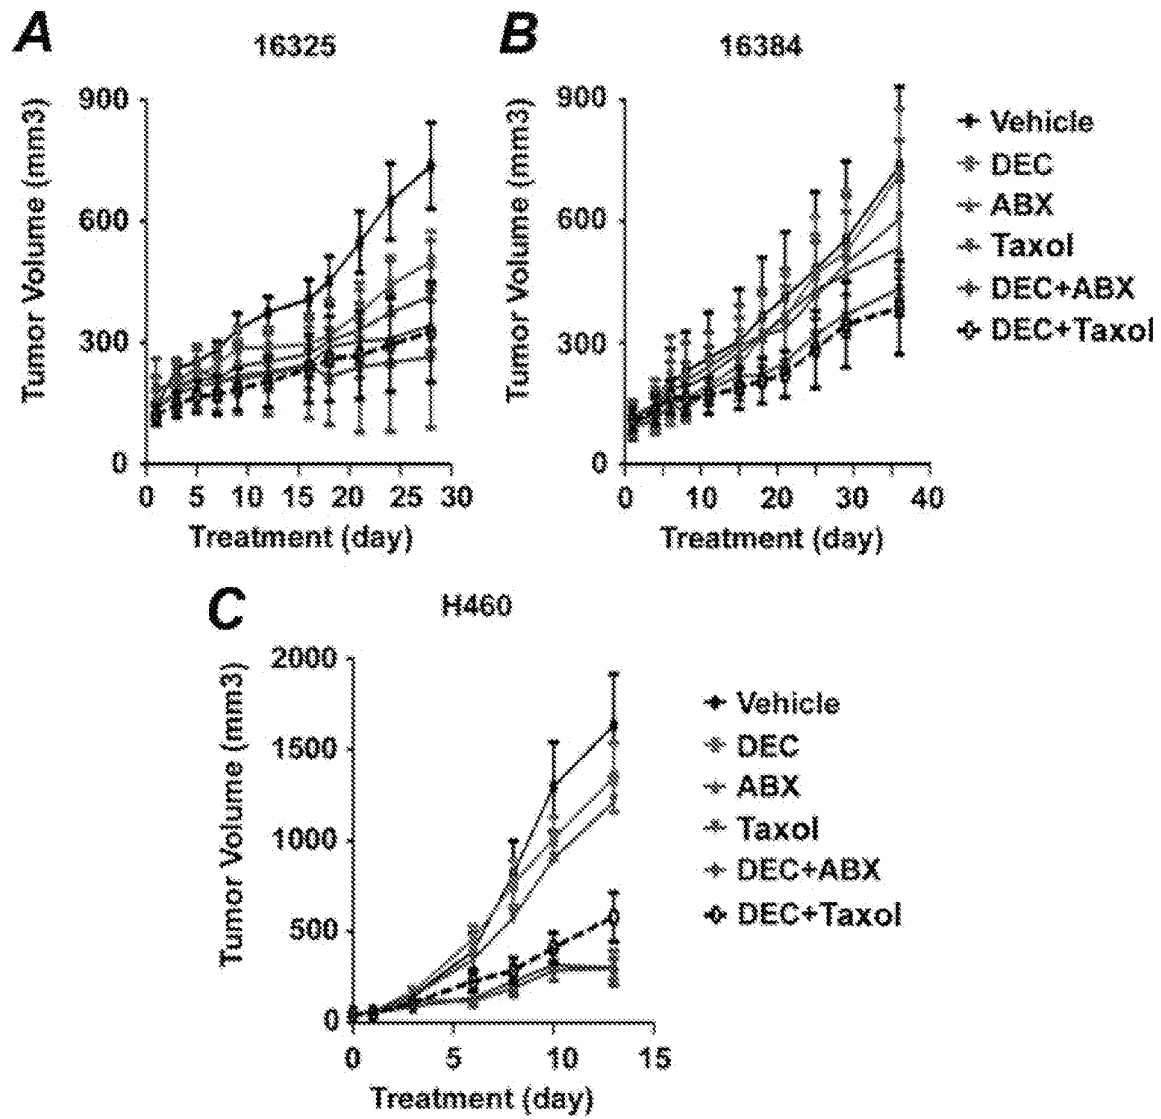 A
16325
Tumor Volume (mm3)
900
600
300
0
0 5 10 15 20 25 30
Treatment (day)
B
16384
Tumor Volume (mm3)
900
600
300
0
0 10 20 30 40
Treatment (day)
Vehicle
DEC
ABX
Taxol
DEC+ABX
DEC+Taxol
C
H460
Tumor Volume (mm3)
2000
1500
1000
500
0
0 5 10 15
Treatment (day)
Vehicle
DEC
ABX
Taxol
DEC+ABX
DEC+Taxol